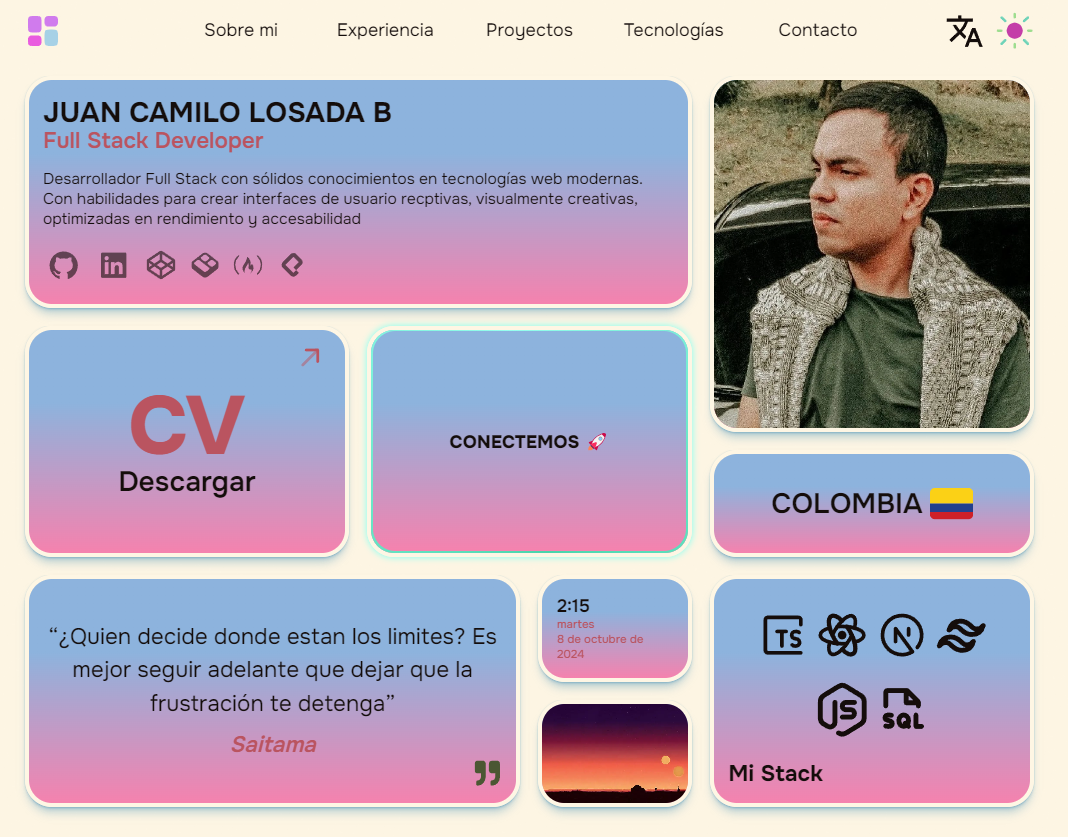 Sobre mi
Experiencia
Proyectos
Tecnologías
Contacto
JUAN CAMILO LOSADA B
Full Stack Developer
Desarrollador Full Stack con sólidos conocimientos en tecnologías web modernas.
Con habilidades para crear interfaces de usuario recptivas, visualmente creativas,
optimizadas en rendimiento y accesabilidad
in
CV
Descargar
CONECTEMOS
COLOMBIA
“¿Quien decide donde estan los limites? Es
mejor seguir adelante que dejar que la
frustración te detenga”
Saitama
2:15
martes
8 de octubre de
2024
TS
N
JS
SQL
Mi Stack